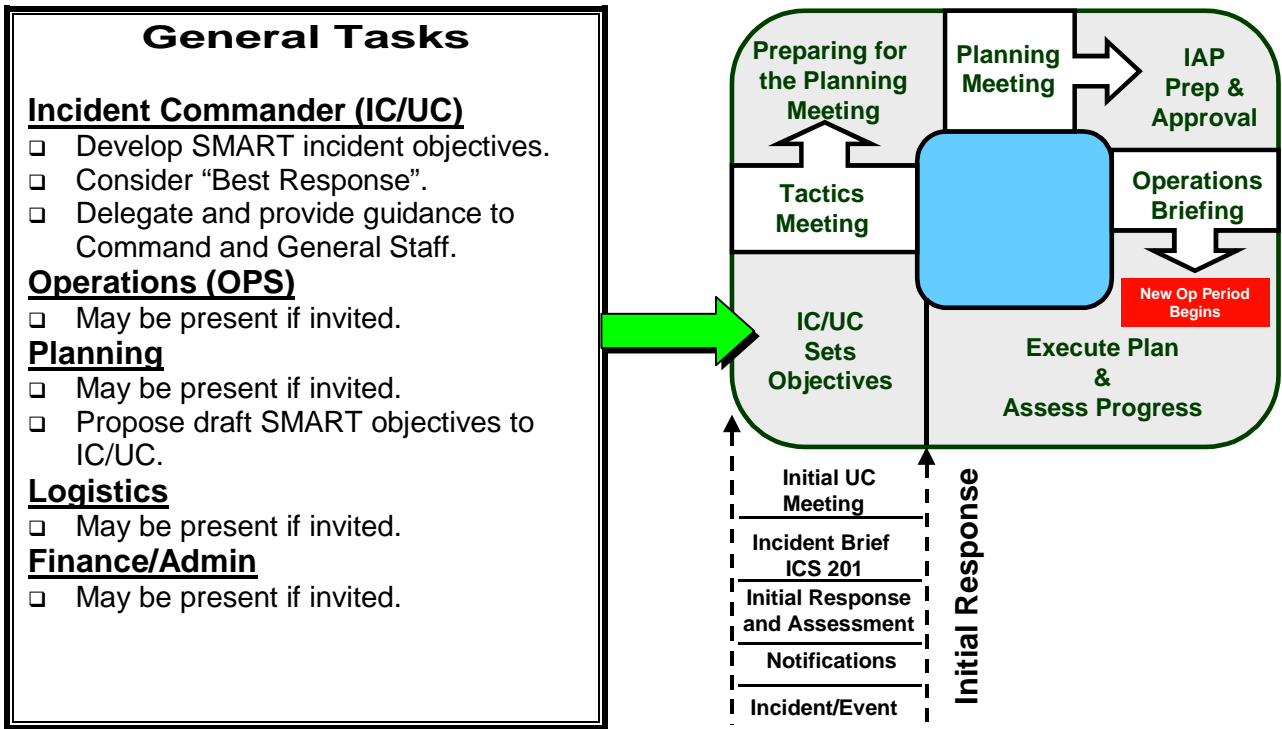 General Tasks
Incident Commander (IC/UC)
❑ Develop SMART incident objectives.
❑ Consider “Best Response”.
❑ Delegate and provide guidance to
Command and General Staff.
Operations (OPS)
❑ May be present if invited.
Planning
❑ May be present if invited.
❑ Propose draft SMART objectives to
IC/UC.
Logistics
❑ May be present if invited.
Finance/Admin
❑ May be present if invited.
Preparing for
the Planning
Meeting
Planning
Meeting
IAP
Prep &
Approval
Tactics
Meeting
Operations
Briefing
New Op Period
Begins
IC/UC
Sets
Objectives
Execute Plan
&
Assess Progress
Initial UC
Meeting
Incident Brief
ICS 201
Initial Response
and Assessment
Notifications
Incident/Event
Initial Response